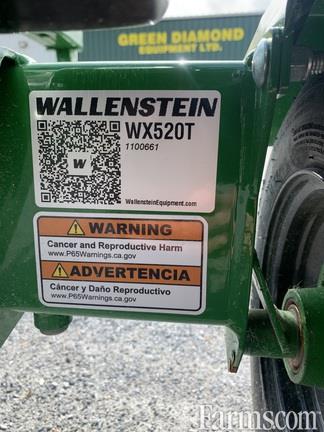 GREEN DIAMOND
EQUIPMENT LTD.
WALLENSTEIN
WX520T
1100661
W
WallensteinEquipment.com
WARNING
Cancer and Reproductive Harm
www.P65Warnings.ca.gov
ADVERTENCIA
Cáncer y Daño Reproductivo
www.P65Warnings.ca.gov
Farms.com